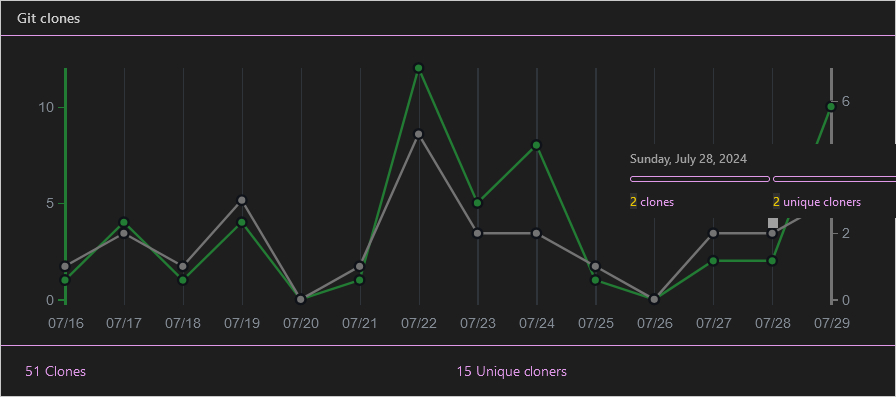 Git clones
10
5
0
6
2
0
Sunday, July 28, 2024
2 clones
2 unique cloners
07/16 07/17 07/18 07/19 07/20 07/21 07/22 07/23 07/24 07/25 07/26 07/27 07/28 07/29
51 Clones
15 Unique cloners